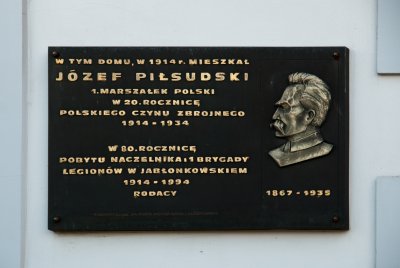 W TYM DOMU, W 1914 r. MIESZKAŁ
JÓZEF PIŁSUDSKI
1. MARSZAŁEK POLSKI
W 20. ROCZNICĘ
POLSKIEGO CZYNU ZBROJNEGO
1914 - 1934
W 80. ROCZNICĘ
POBYTU NACZELNIKA i 1 BRYGADY
LEGIONÓW W JABŁONKOWSKIEM
1914 - 1994
RODACY
1867 - 1935